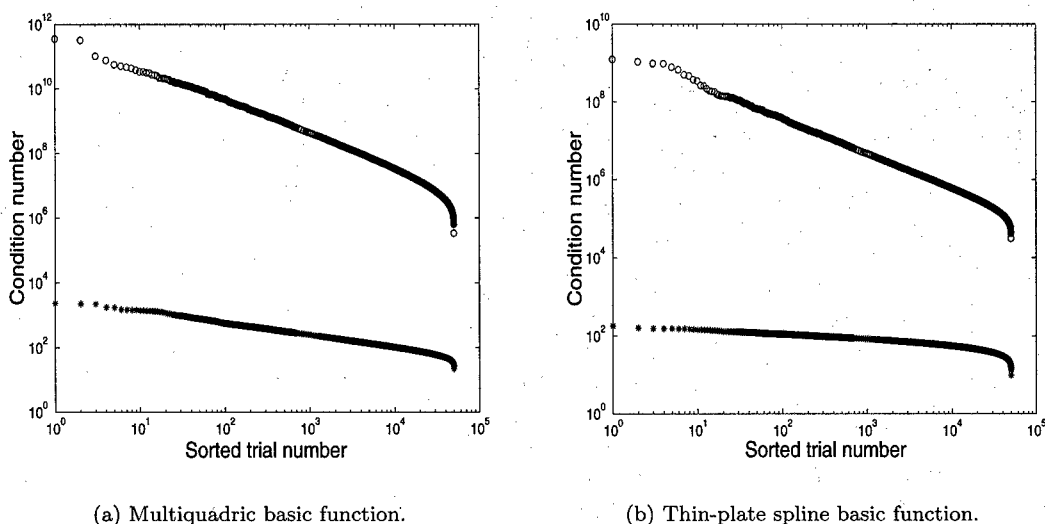 10^12
10^10
10^8
10^6
10^4
10^2
10^0
Condition number
10^0 10^1 10^2 10^3 10^4 10^5
Sorted trial number
(a) Multiquadric basic function.
10^10
10^8
10^6
10^4
10^2
10^0
Condition number
10^0 10^1 10^2 10^3 10^4 10^5
Sorted trial number
(b) Thin-plate spline basic function.